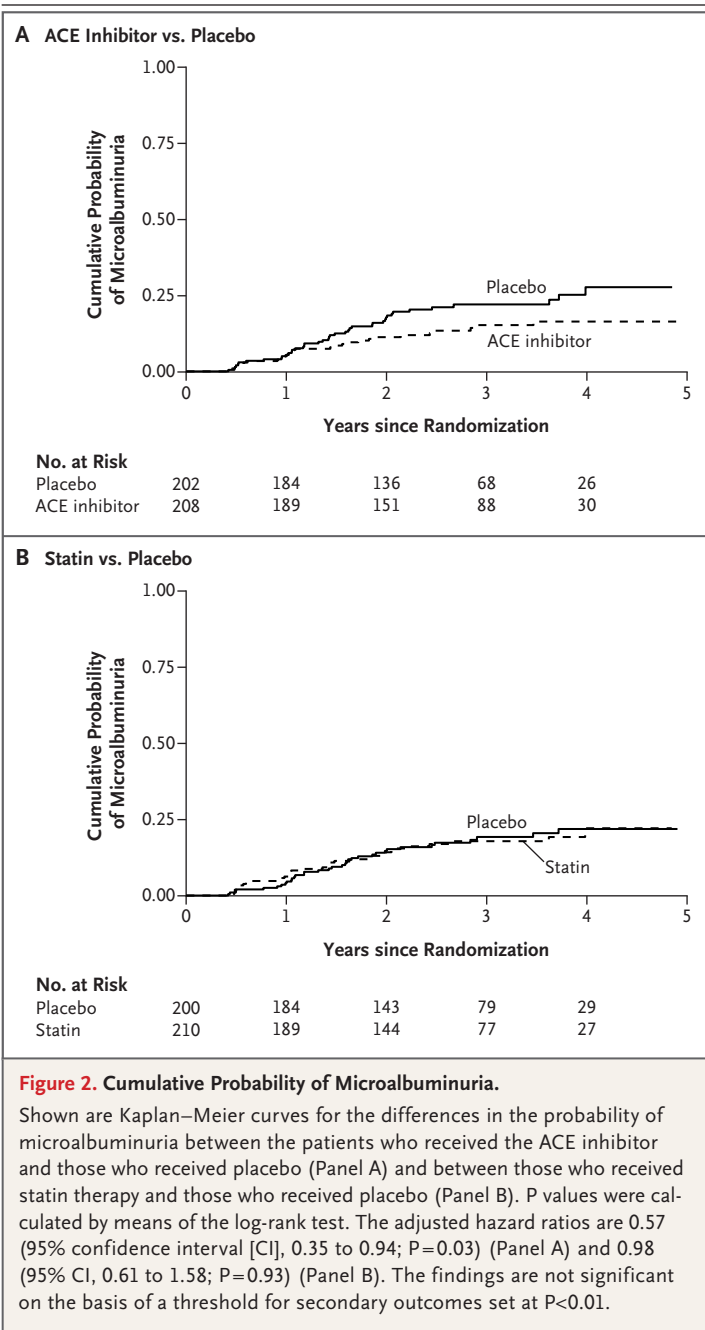 A ACE Inhibitor vs. Placebo
1.00
0.75
0.50
0.25
0.00
Cumulative Probability
of Microalbuminuria
Placebo
ACE inhibitor
0 1 2 3 4 5
Years since Randomization
No. at Risk
Placebo 202 184 136 68 26
ACE inhibitor 208 189 151 88 30
B Statin vs. Placebo
1.00
0.75
0.50
0.25
0.00
Cumulative Probability
of Microalbuminuria
Placebo
Statin
0 1 2 3 4 5
Years since Randomization
No. at Risk
Placebo 200 184 143 79 29
Statin 210 189 144 77 27
Figure 2. Cumulative Probability of Microalbuminuria.
Shown are Kaplan–Meier curves for the differences in the probability of
microalbuminuria between the patients who received the ACE inhibitor
and those who received placebo (Panel A) and between those who received
statin therapy and those who received placebo (Panel B). P values were cal-
culated by means of the log-rank test. The adjusted hazard ratios are 0.57
(95% confidence interval [CI], 0.35 to 0.94; P=0.03) (Panel A) and 0.98
(95% CI, 0.61 to 1.58; P=0.93) (Panel B). The findings are not significant
on the basis of a threshold for secondary outcomes set at P<0.01.